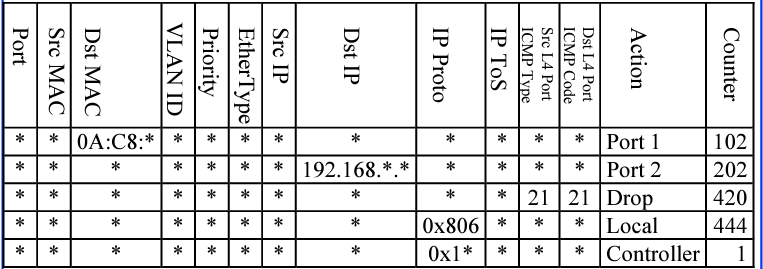 Port Src MAC Dst MAC VLAN ID Priority EtherType Src IP Dst IP IP Proto IP ToS Src L4 Port ICMP Type Dst L4 Port ICMP Code Action Counter
* * 0A:C8:* * * * * * * * * * Port 1 102
* * * * * * * 192.168.*.* * * * * Port 2 202
* * * * * * * * * * 21 21 Drop 420
* * * * * * * * 0x806 * * * Local 444
* * * * * * * * 0x1* * * * Controller 1